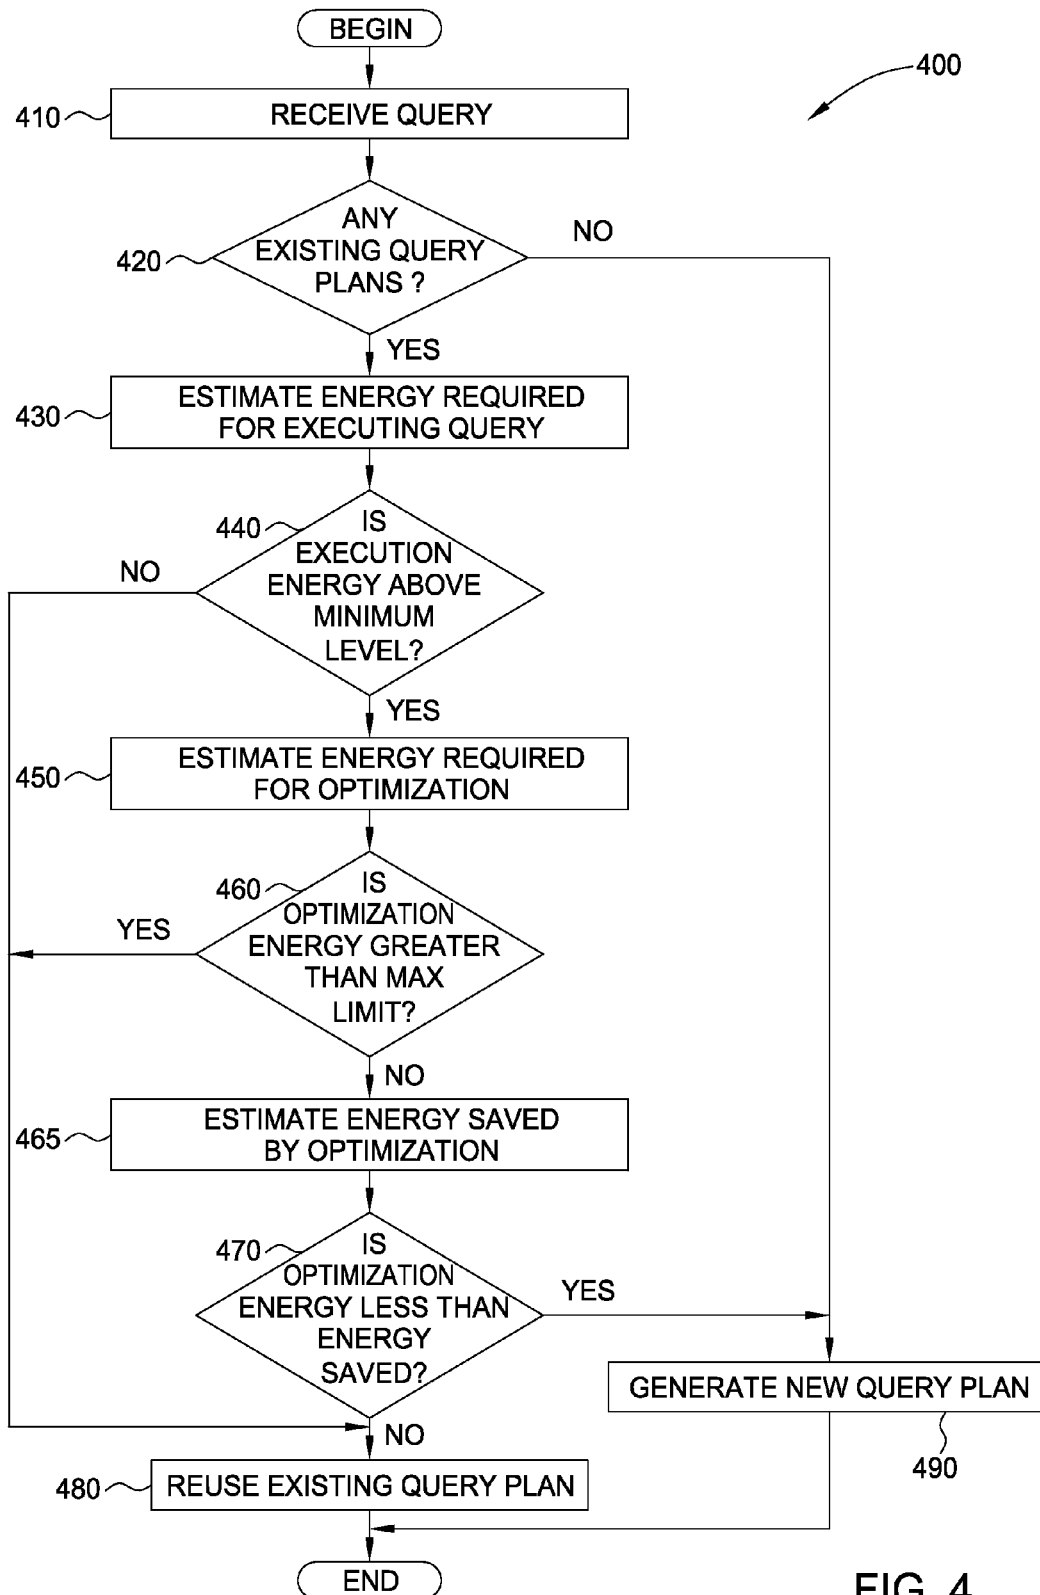 BEGIN
400
410
RECEIVE QUERY
ANY
EXISTING QUERY
PLANS ?
NO
420
YES
430
ESTIMATE ENERGY REQUIRED
FOR EXECUTING QUERY
440
IS
EXECUTION
ENERGY ABOVE
MINIMUM
LEVEL?
NO
YES
450
ESTIMATE ENERGY REQUIRED
FOR OPTIMIZATION
460
IS
OPTIMIZATION
ENERGY GREATER
THAN MAX
LIMIT?
YES
NO
465
ESTIMATE ENERGY SAVED
BY OPTIMIZATION
470
IS
OPTIMIZATION
ENERGY LESS THAN
ENERGY
SAVED?
YES
GENERATE NEW QUERY PLAN
490
NO
480
REUSE EXISTING QUERY PLAN
END
FIG. 4